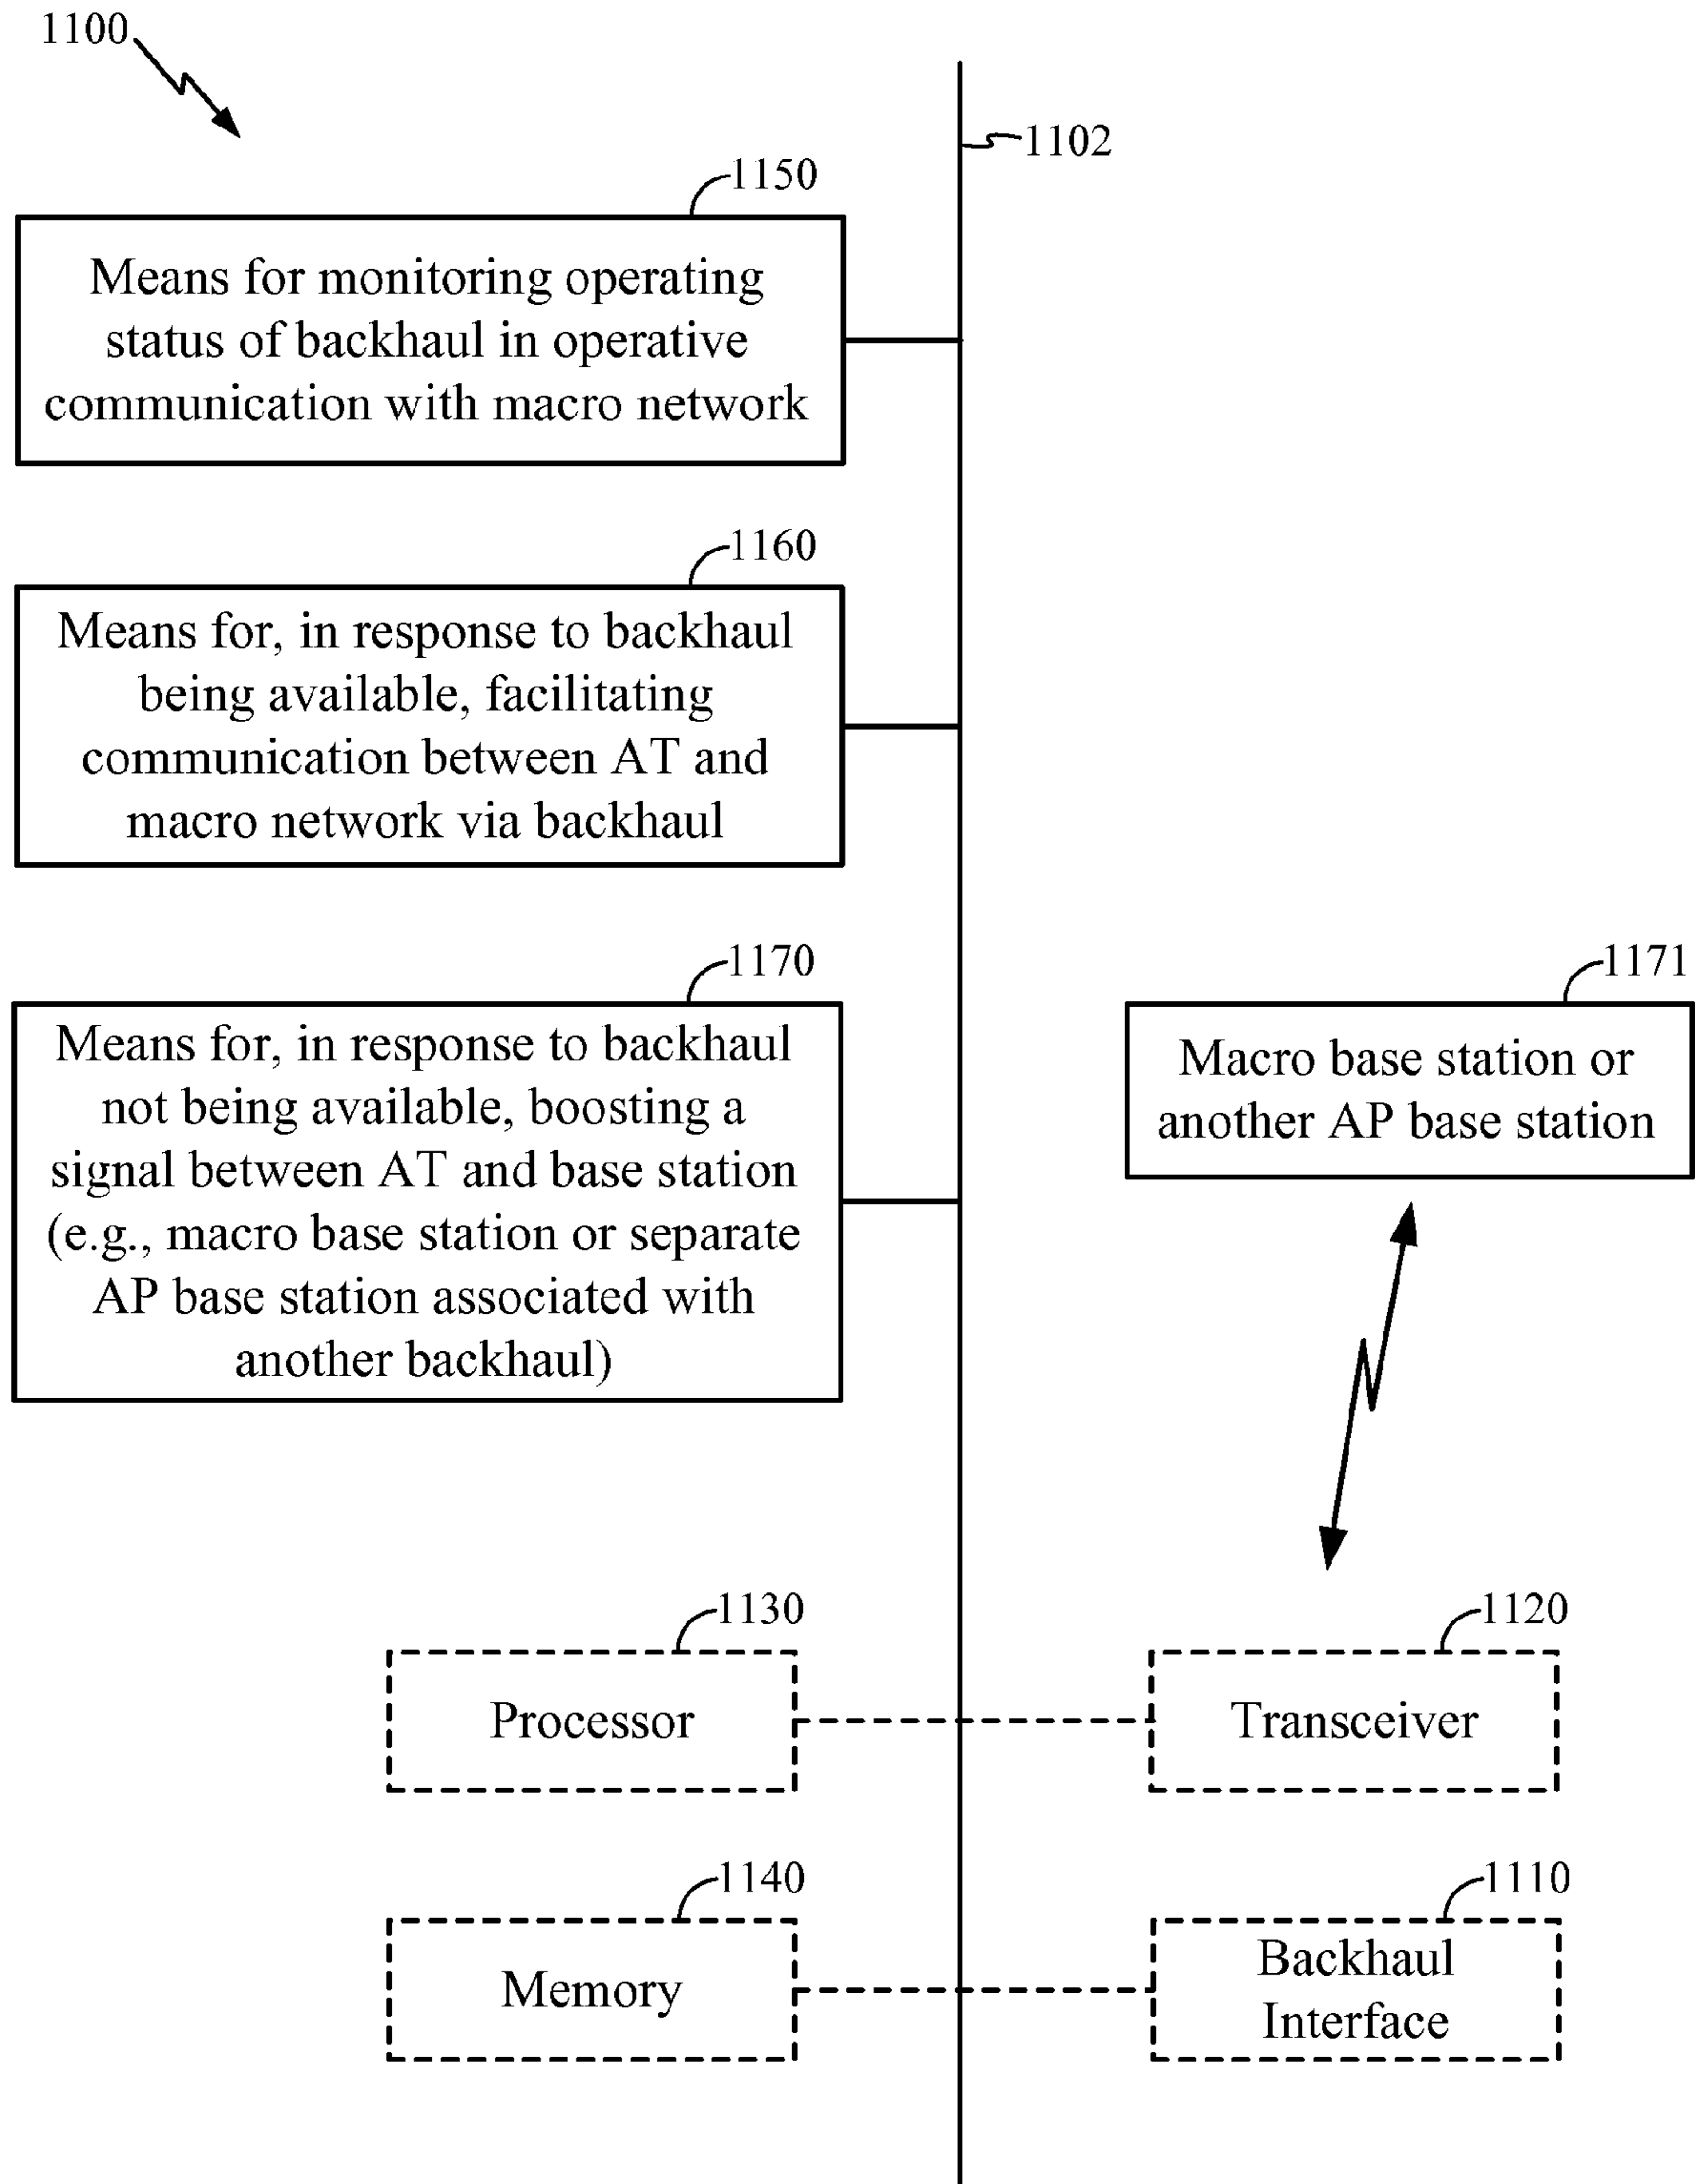 1100
1102
1150
Means for monitoring operating
status of backhaul in operative
communication with macro network
1160
Means for, in response to backhaul
being available, facilitating
communication between AT and
macro network via backhaul
1170
Means for, in response to backhaul
not being available, boosting a
signal between AT and base station
(e.g., macro base station or separate
AP base station associated with
another backhaul)
1171
Macro base station or
another AP base station
1130
Processor
1120
Transceiver
1140
Memory
1110
Backhaul
Interface